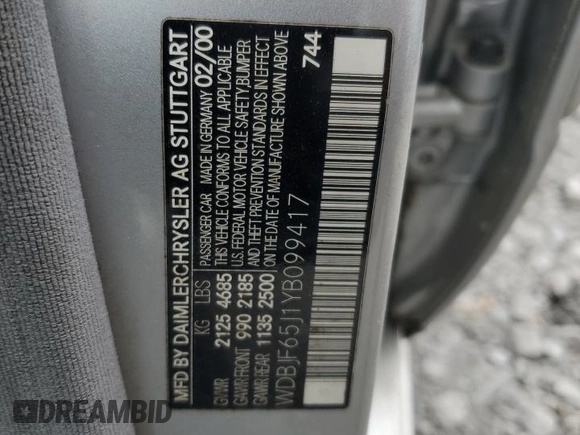 MFD BY DAIMLERCHRYSLER AG STUTTGART
PASSENGER CAR MADE IN GERMANY 02/00
KG LBS
THIS VEHICLE CONFORMS TO ALL APPLICABLE
GVWR 2125 4685
U.S. FEDERAL MOTOR VEHICLE SAFETY BUMPER
GAWR FRONT 990 2185
AND THEFT PREVENTION STANDARDS IN EFFECT
GAWR REAR 1135 2500
ON THE DATE OF MANUFACTURE SHOWN ABOVE
744
WDBJF65J1YB099417
DREAMBID